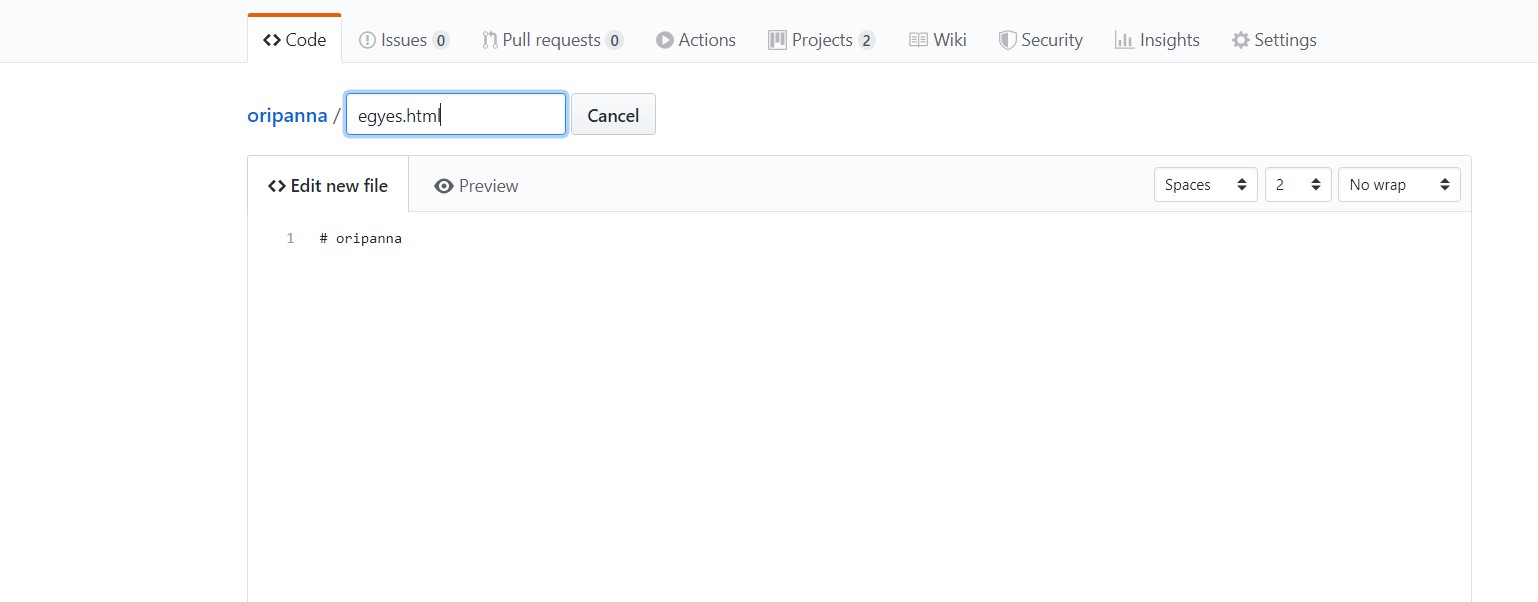 Code Issues 0 Pull requests 0 Actions Projects 2 Wiki Security Insights Settings
oripanna / egyes.html Cancel
Edit new file Preview Spaces 2 No wrap
1 # oripanna